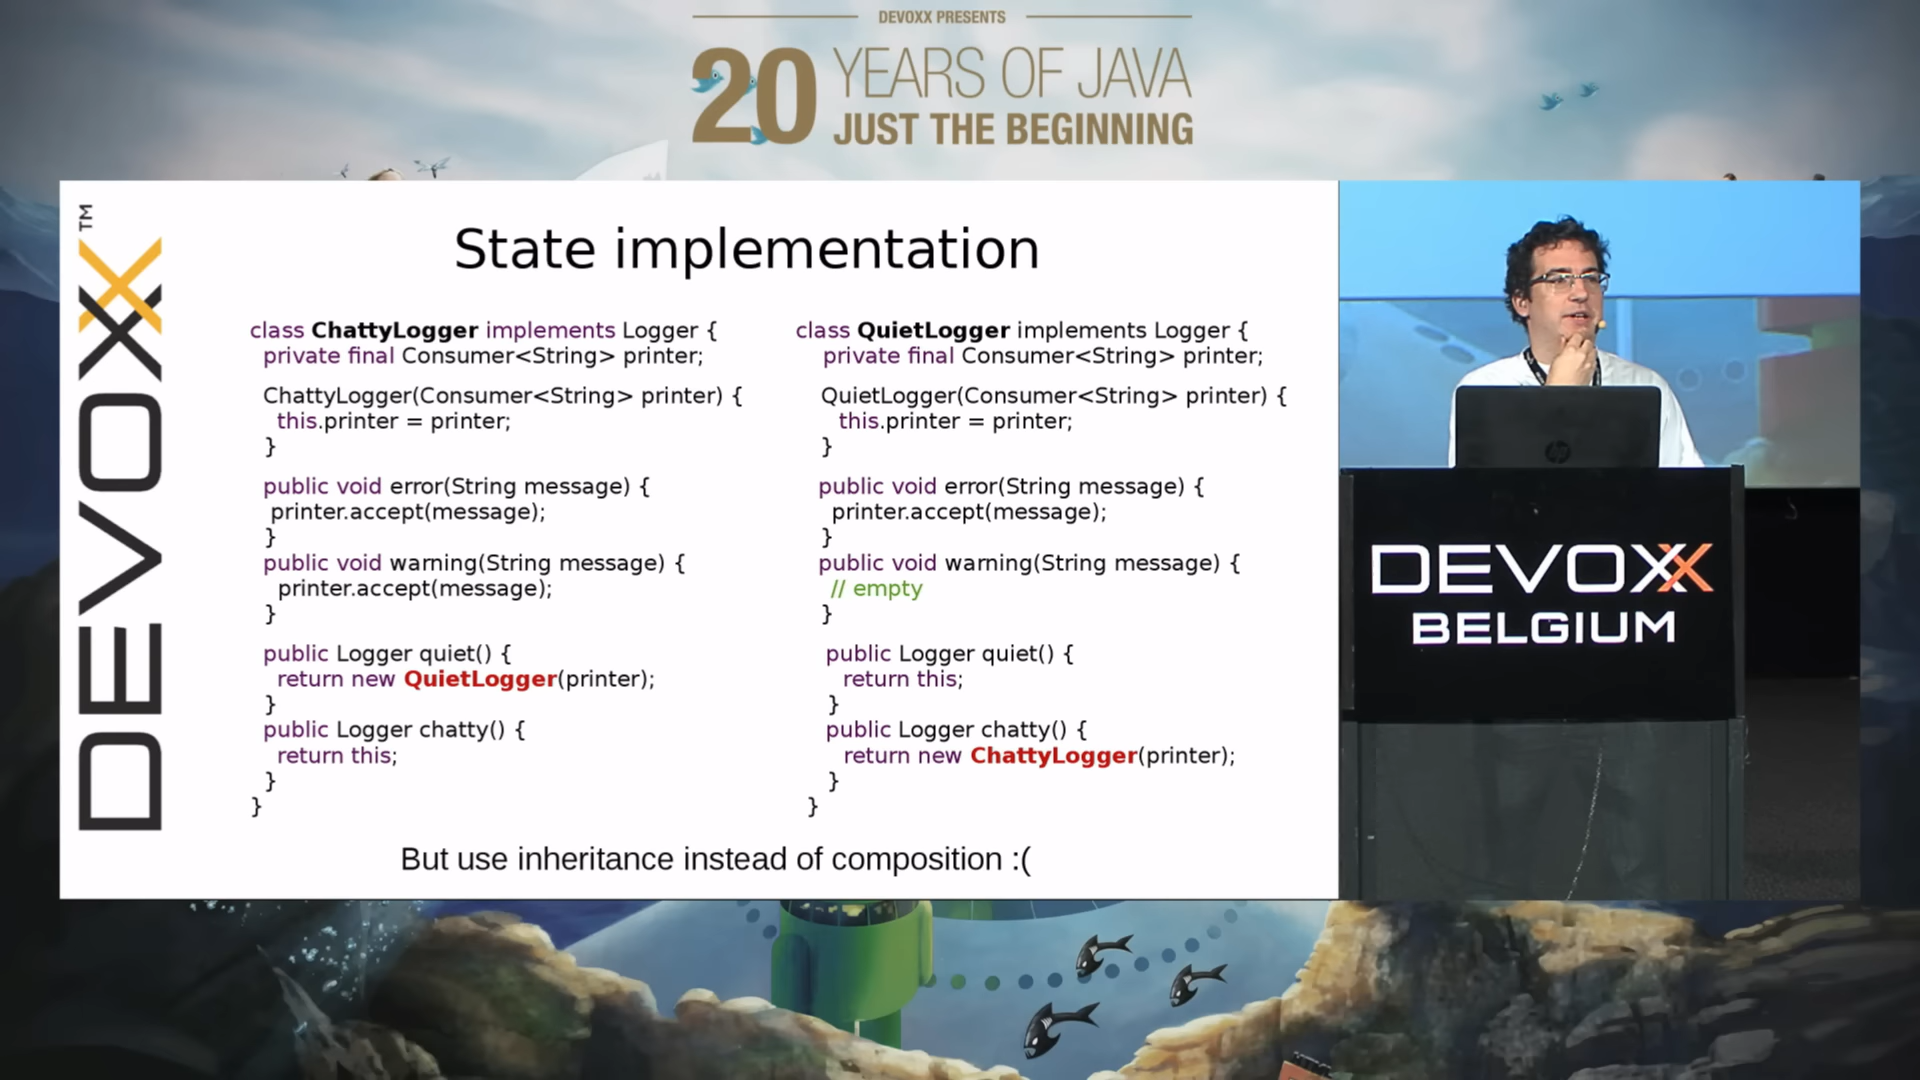 DEVOXX PRESENTS
20 YEARS OF JAVA
JUST THE BEGINNING
DEVOXX™
State implementation
class ChattyLogger implements Logger {
private final Consumer<String> printer;
ChattyLogger(Consumer<String> printer) {
this.printer = printer;
}
public void error(String message) {
printer.accept(message);
}
public void warning(String message) {
printer.accept(message);
}
public Logger quiet() {
return new QuietLogger(printer);
}
public Logger chatty() {
return this;
}
}
class QuietLogger implements Logger {
private final Consumer<String> printer;
QuietLogger(Consumer<String> printer) {
this.printer = printer;
}
public void error(String message) {
printer.accept(message);
}
public void warning(String message) {
// empty
}
public Logger quiet() {
return this;
}
public Logger chatty() {
return new ChattyLogger(printer);
}
}
But use inheritance instead of composition :(
hp
DEVOXX
BELGIUM